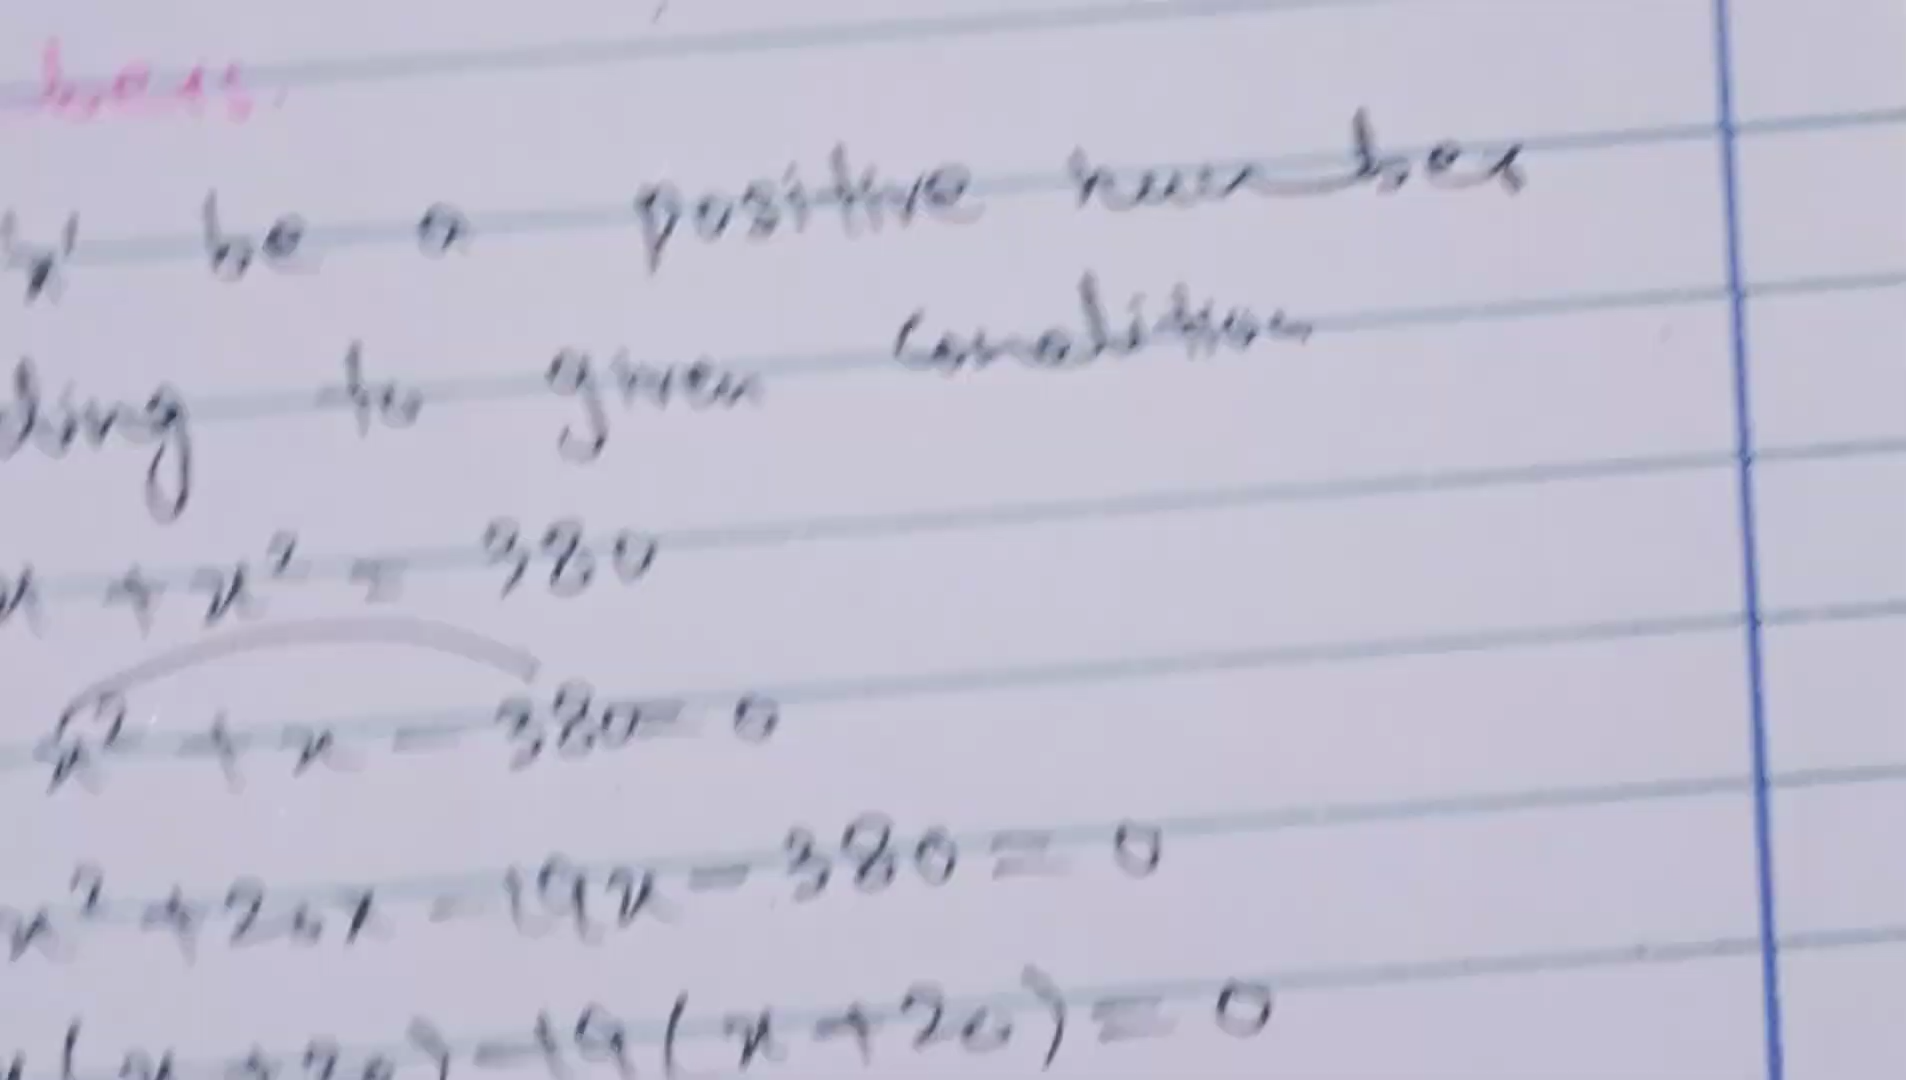 'x' be a positive number
ding to given condition
x + x² = 380
x² + x - 380 = 0
x² + 20x - 19x - 380 = 0
x(x+20) - 19(x+20) = 0